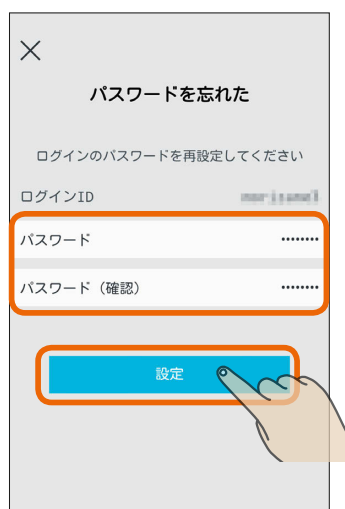 パスワードを忘れた
ログインのパスワードを再設定してください
ログインID
パスワード ••••••••
パスワード（確認） ••••••••
設定